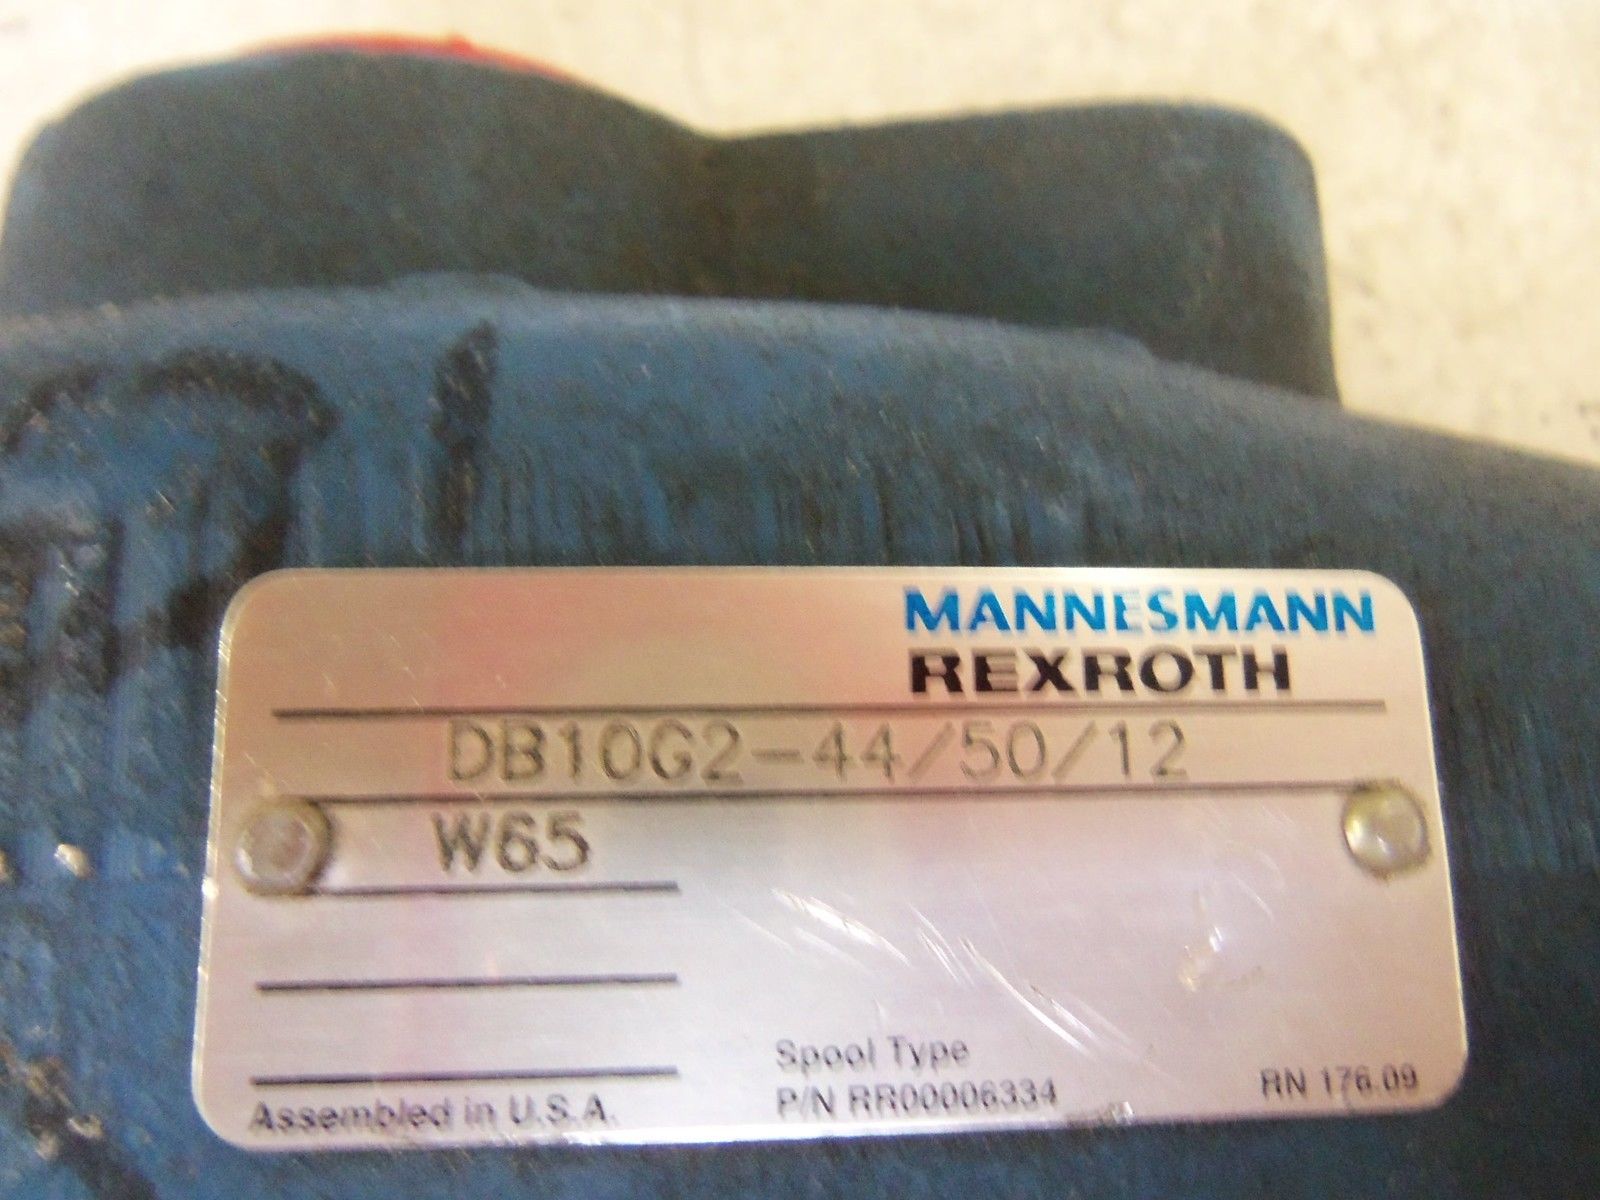 MANNESMANN
REXROTH
DB10G2-44/50/12
W65
Spool Type
Assembled in U.S.A.
P/N RR00006334
RN 176.09